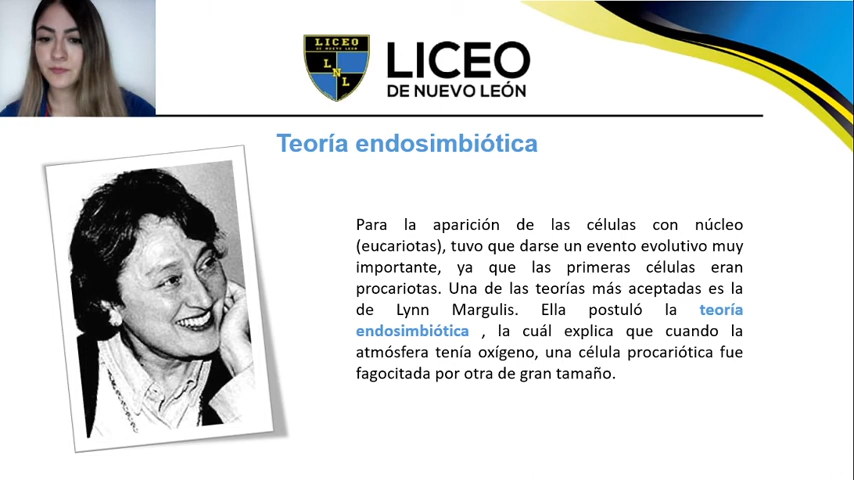 LICEO
DE NUEVO LEÓN
LNL
LICEO
DE NUEVO LEÓN
Teoría endosimbiótica
Para la aparición de las células con núcleo
(eucariotas), tuvo que darse un evento evolutivo muy
importante, ya que las primeras células eran
procariotas. Una de las teorías más aceptadas es la
de Lynn Margulis. Ella postuló la teoría
endosimbiótica , la cuál explica que cuando la
atmósfera tenía oxígeno, una célula procariótica fue
fagocitada por otra de gran tamaño.